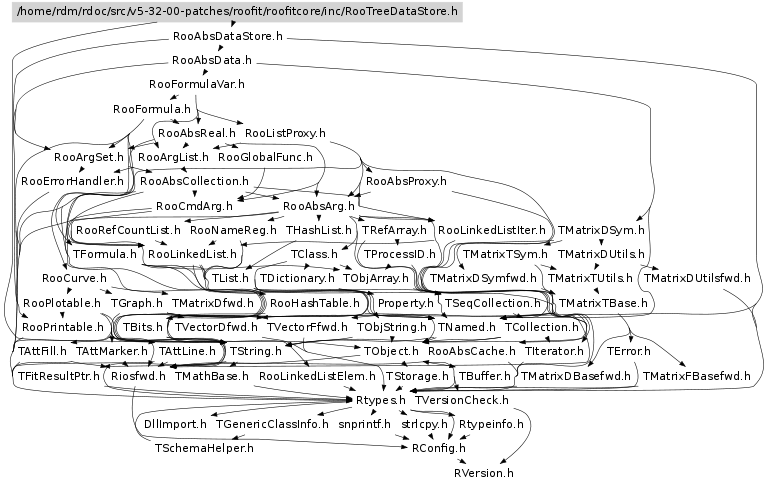 /home/rdm/rdoc/src/v5-32-00-patches/roofit/roofitcore/inc/RooTreeDataStore.h
RooAbsDataStore.h
RooAbsData.h
RooFormulaVar.h
RooFormula.h
RooAbsReal.h RooListProxy.h
RooArgSet.h RooArgList.h RooGlobalFunc.h
RooErrorHandler.h RooAbsCollection.h RooAbsProxy.h
RooCmdArg.h RooAbsArg.h
RooRefCountList.h RooNameReg.h THashList.h TRefArray.h RooLinkedListIter.h TMatrixDSym.h
TFormula.h RooLinkedList.h TClass.h TProcessID.h TMatrixTSym.h TMatrixDUtils.h
RooCurve.h TList.h TDictionary.h TObjArray.h TMatrixDSymfwd.h TMatrixTUtils.h TMatrixDUtilsfwd.h
RooPlotable.h TGraph.h TMatrixDfwd.h RooHashTable.h Property.h TSeqCollection.h TMatrixTBase.h
RooPrintable.h TBits.h TVectorDfwd.h TVectorFfwd.h TObjString.h TNamed.h TCollection.h
TAttFill.h TAttMarker.h TAttLine.h TString.h TObject.h RooAbsCache.h TIterator.h TError.h
TFitResultPtr.h Riosfwd.h TMathBase.h RooLinkedListElem.h TStorage.h TBuffer.h TMatrixDBasefwd.h TMatrixFBasefwd.h
Rtypes.h TVersionCheck.h
DllImport.h TGenericClassInfo.h snprintf.h strlcpy.h Rtypeinfo.h
TSchemaHelper.h RConfig.h
RVersion.h